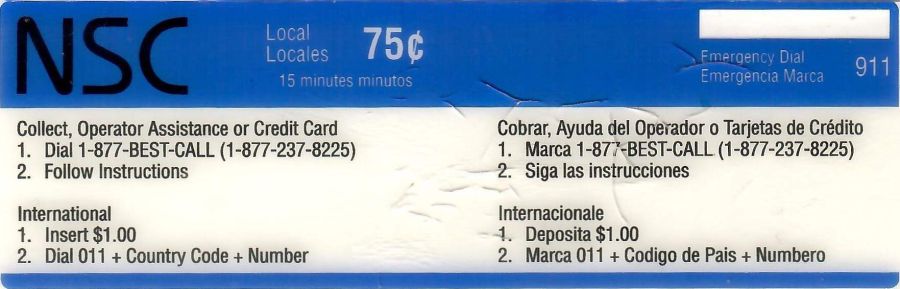 NSC
Local
Locales
75¢
15 minutes minutos
Emergency Dial
Emergencia Marca
911
Collect, Operator Assistance or Credit Card
1. Dial 1-877-BEST-CALL (1-877-237-8225)
2. Follow Instructions
International
1. Insert $1.00
2. Dial 011 + Country Code + Number
Cobrar, Ayuda del Operador o Tarjetas de Crédito
1. Marca 1-877-BEST-CALL (1-877-237-8225)
2. Siga las instrucciones
Internacionale
1. Deposita $1.00
2. Marca 011 + Codigo de Pais + Numbero